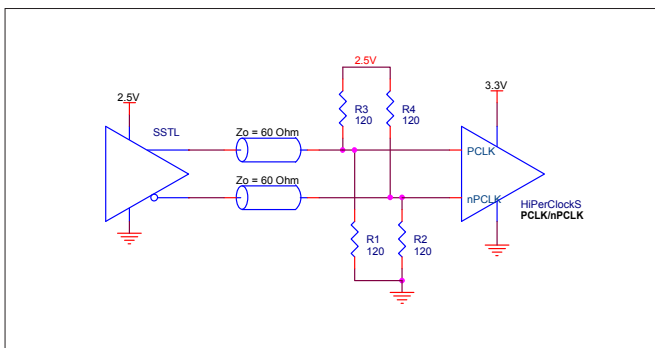 2.5V
3.3V
2.5V
SSTL
R3
120
R4
120
Zo = 60 Ohm
PCLK
Zo = 60 Ohm
nPCLK
HiPerClockS
PCLK/nPCLK
R1
120
R2
120